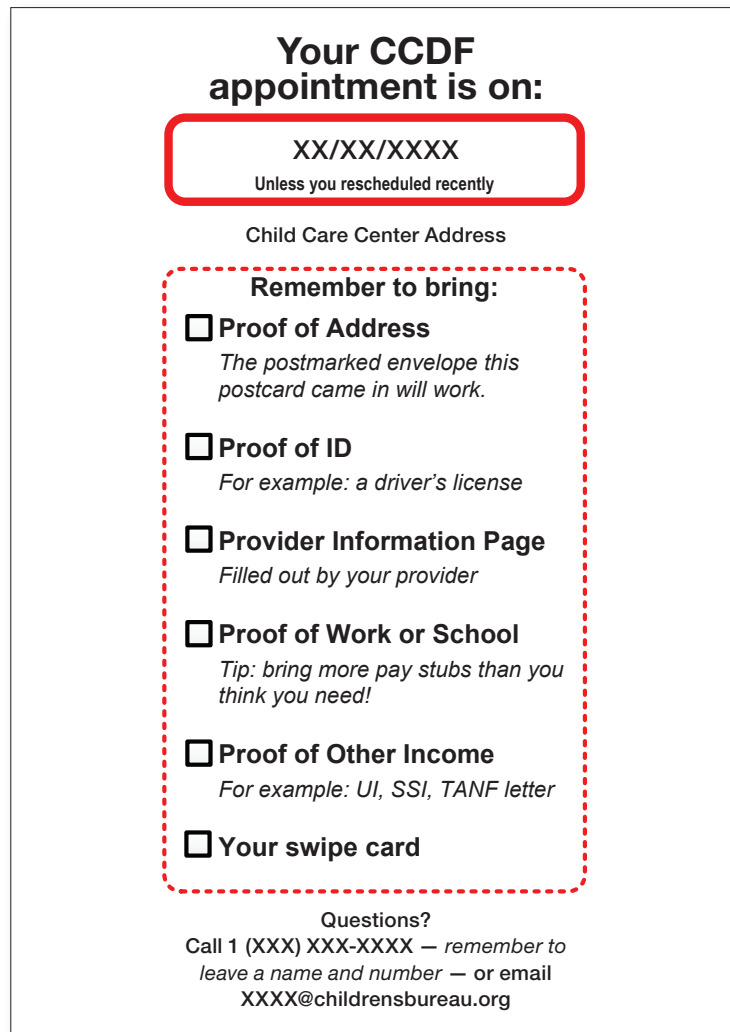 Your CCDF
appointment is on:
XX/XX/XXXX
Unless you rescheduled recently
Child Care Center Address
Remember to bring:
Proof of Address
The postmarked envelope this
postcard came in will work.
Proof of ID
For example: a driver’s license
Provider Information Page
Filled out by your provider
Proof of Work or School
Tip: bring more pay stubs than you
think you need!
Proof of Other Income
For example: UI, SSI, TANF letter
Your swipe card
Questions?
Call 1 (XXX) XXX-XXXX — remember to
leave a name and number — or email
XXXX@childrensbureau.org